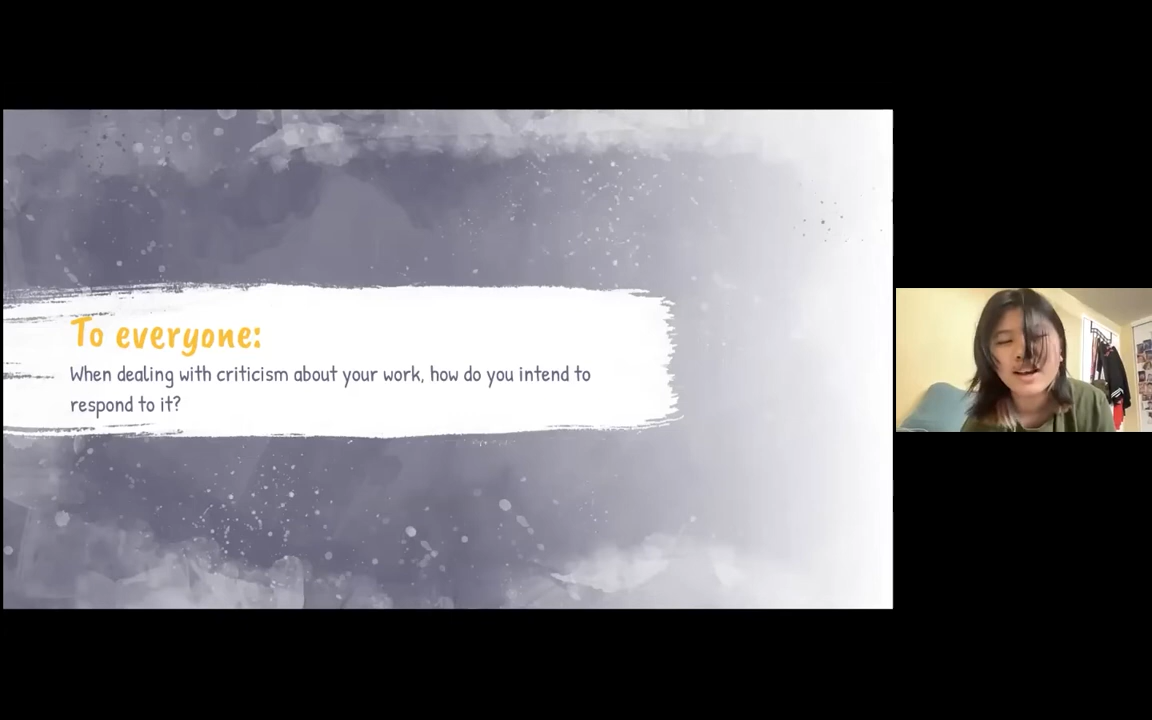 To everyone:
When dealing with criticism about your work, how do you intend to
respond to it?